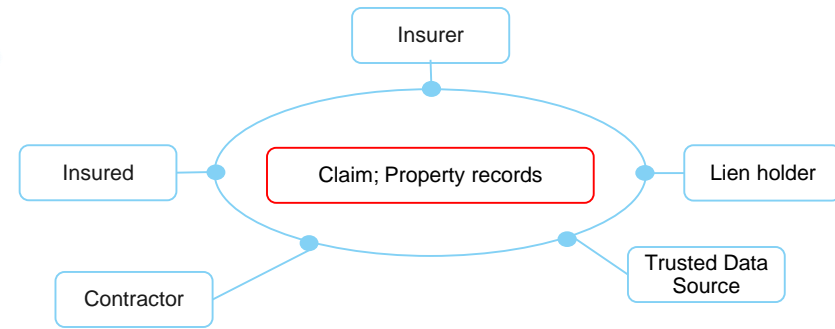 Insurer
Insured
Claim; Property records
Lien holder
Trusted Data
Source
Contractor